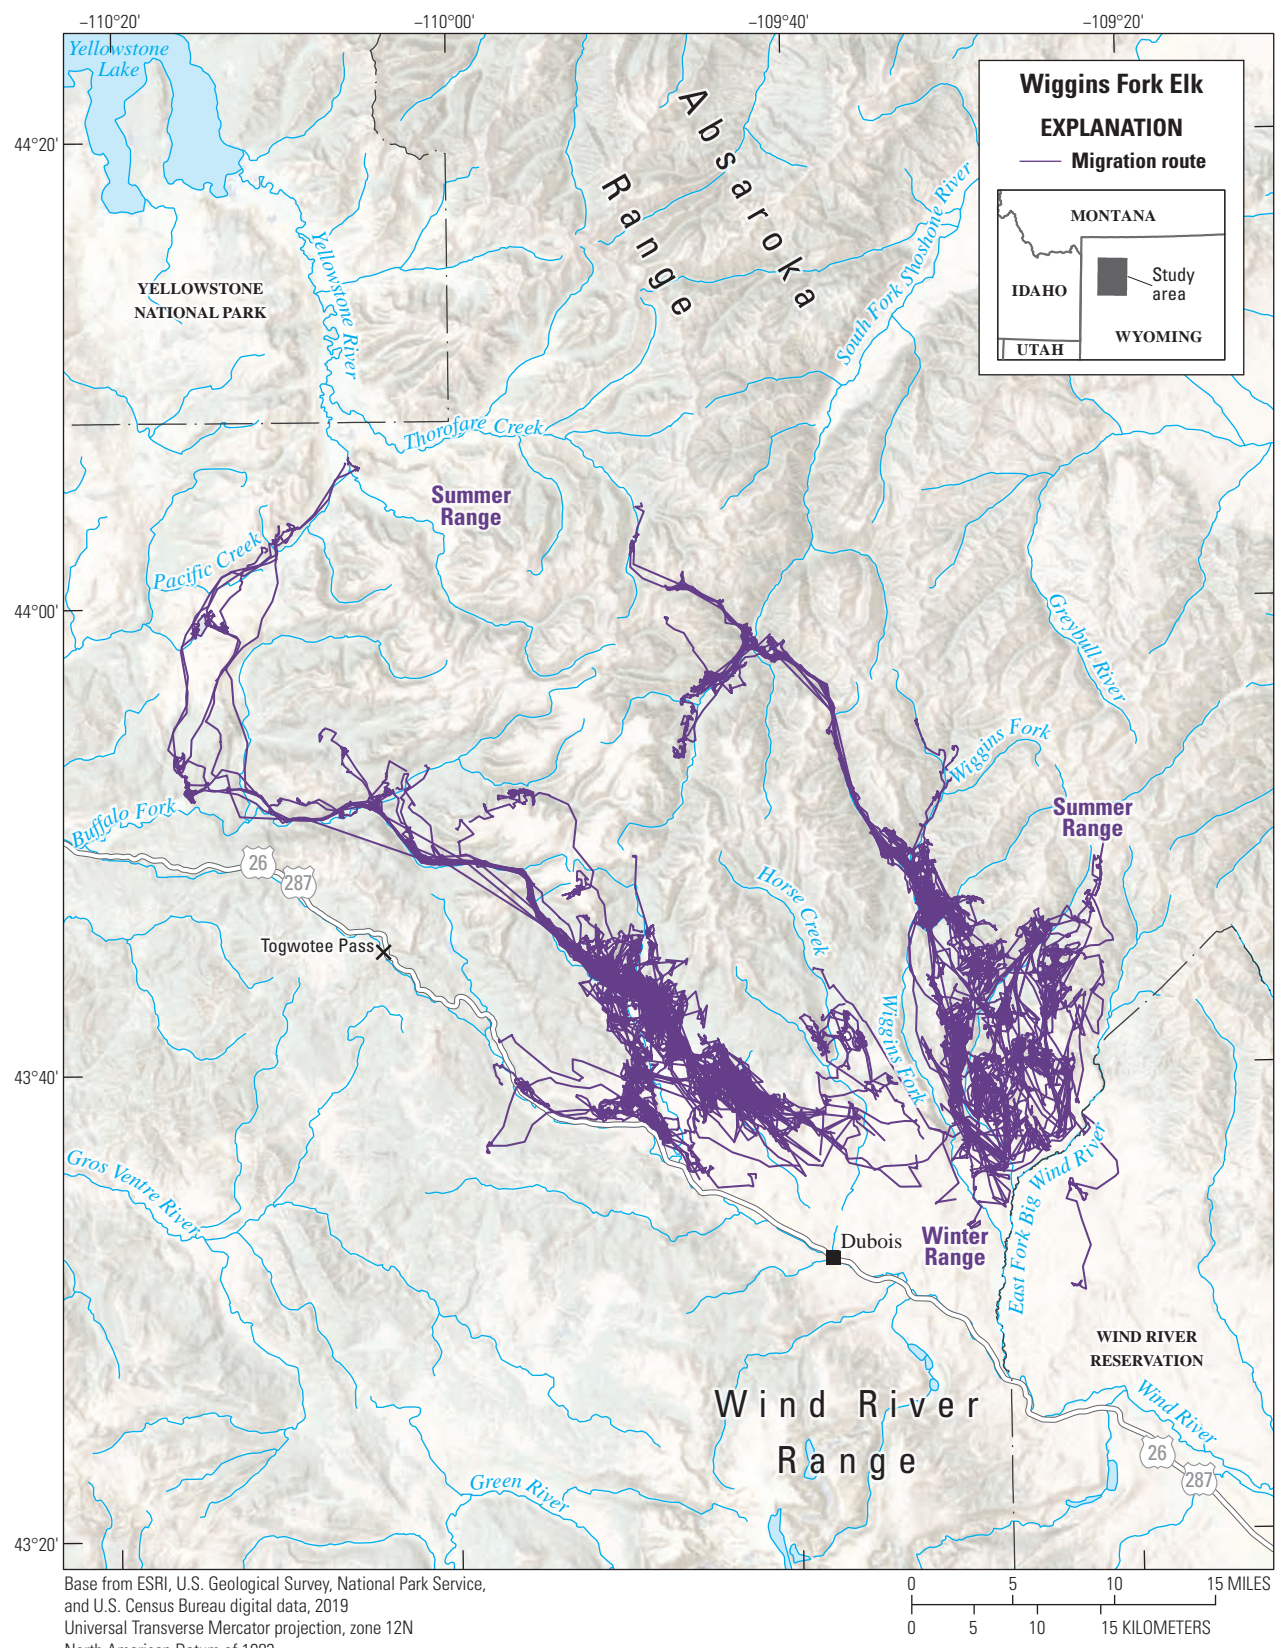 −110°20' −110°00' −109°40' −109°20'
Yellowstone
Lake
Wiggins Fork Elk
EXPLANATION
Migration route
MONTANA
IDAHO
Study
area
WYOMING
UTAH
44°20'
Absaroka
Range
South Fork Shoshone River
YELLOWSTONE
NATIONAL PARK
Yellowstone River
Thorofare Creek
Summer
Range
Pacific Creek
44°00'
Greybull River
Wiggins Fork
Summer
Range
Buffalo Fork
26
287
Horse Creek
Togwotee Pass
Wiggins Fork
43°40'
Gros Ventre River
East Fork Big Wind River
Dubois
Winter
Range
WIND RIVER
RESERVATION
Wind River
Range
Wind River
26
287
Green River
43°20'
Base from ESRI, U.S. Geological Survey, National Park Service,
and U.S. Census Bureau digital data, 2019
Universal Transverse Mercator projection, zone 12N
0 5 10 15 MILES
0 5 10 15 KILOMETERS